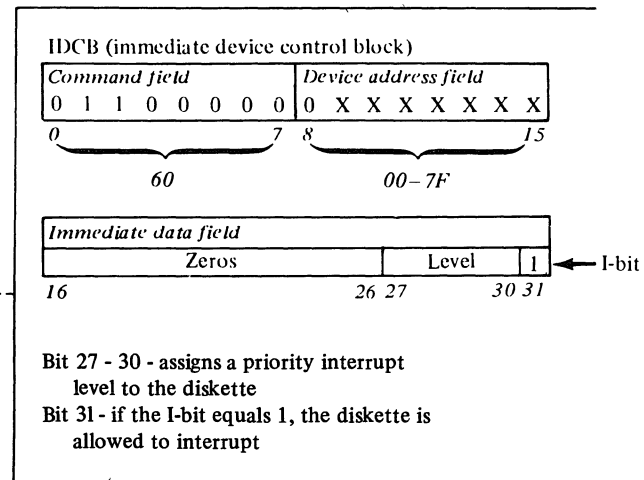 IDCB (immediate device control block)
Command field Device address field
0 1 1 0 0 0 0 0 0 X X X X X X X
0 7 8 15
60 00–7F
Immediate data field
Zeros Level 1 I-bit
16 26 27 30 31
Bit 27 - 30 - assigns a priority interrupt
level to the diskette
Bit 31 - if the I-bit equals 1, the diskette is
allowed to interrupt